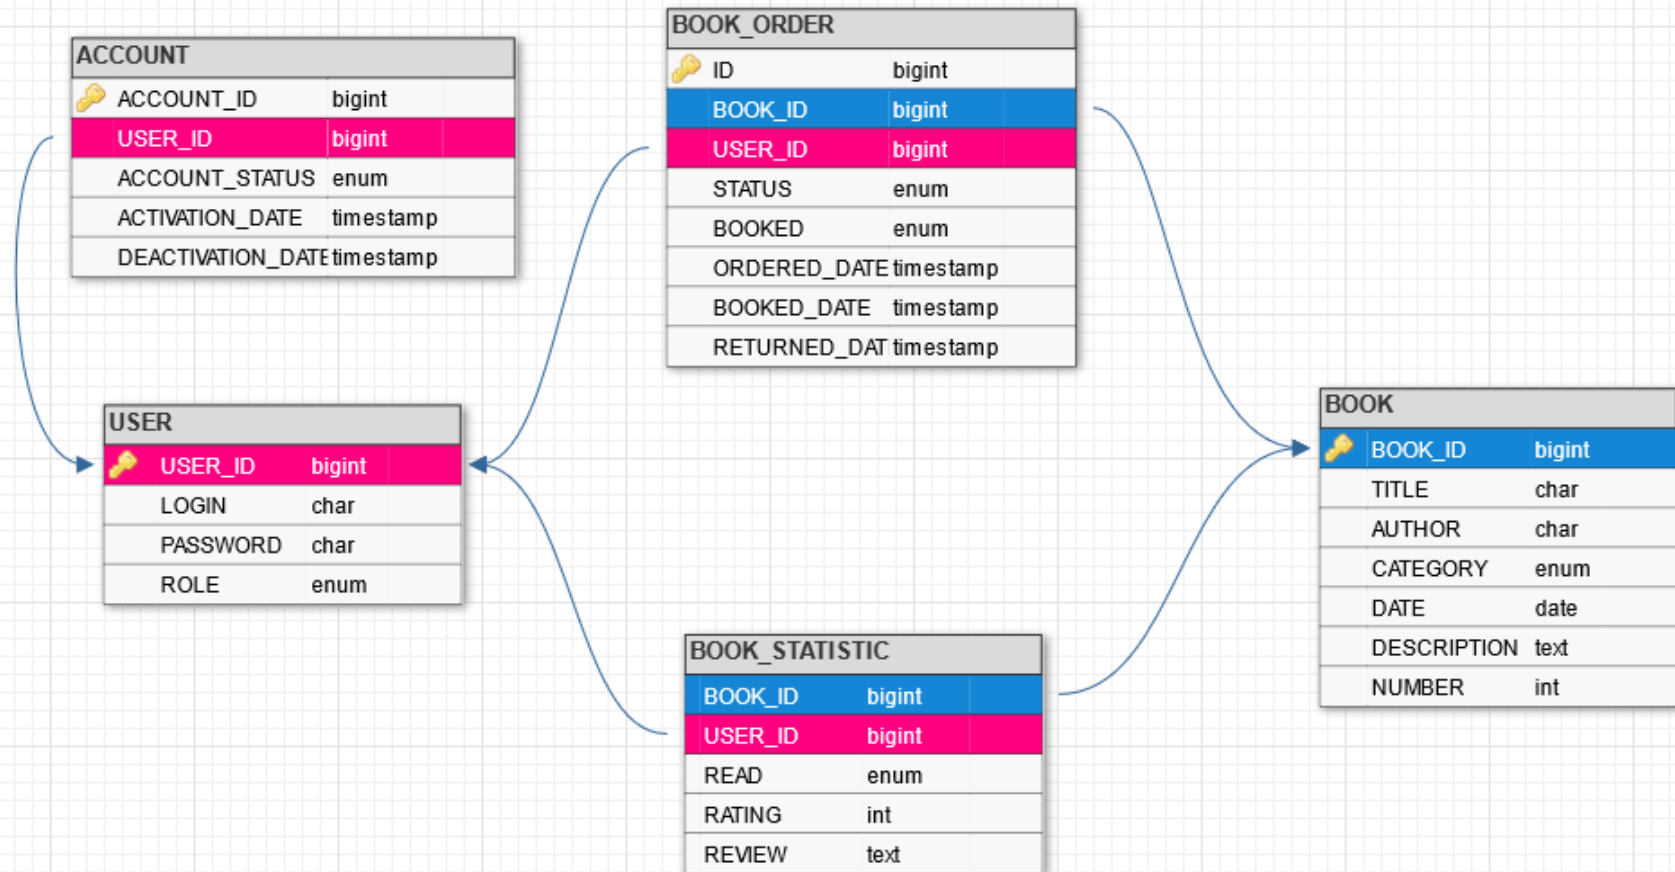 ACCOUNT
ACCOUNT_ID bigint
USER_ID bigint
ACCOUNT_STATUS enum
ACTIVATION_DATE timestamp
DEACTIVATION_DATE timestamp
BOOK_ORDER
ID bigint
BOOK_ID bigint
USER_ID bigint
STATUS enum
BOOKED enum
ORDERED_DATE timestamp
BOOKED_DATE timestamp
RETURNED_DAT timestamp
USER
USER_ID bigint
LOGIN char
PASSWORD char
ROLE enum
BOOK
BOOK_ID bigint
TITLE char
AUTHOR char
CATEGORY enum
DATE date
DESCRIPTION text
NUMBER int
BOOK_STATISTIC
BOOK_ID bigint
USER_ID bigint
READ enum
RATING int
REVIEW text